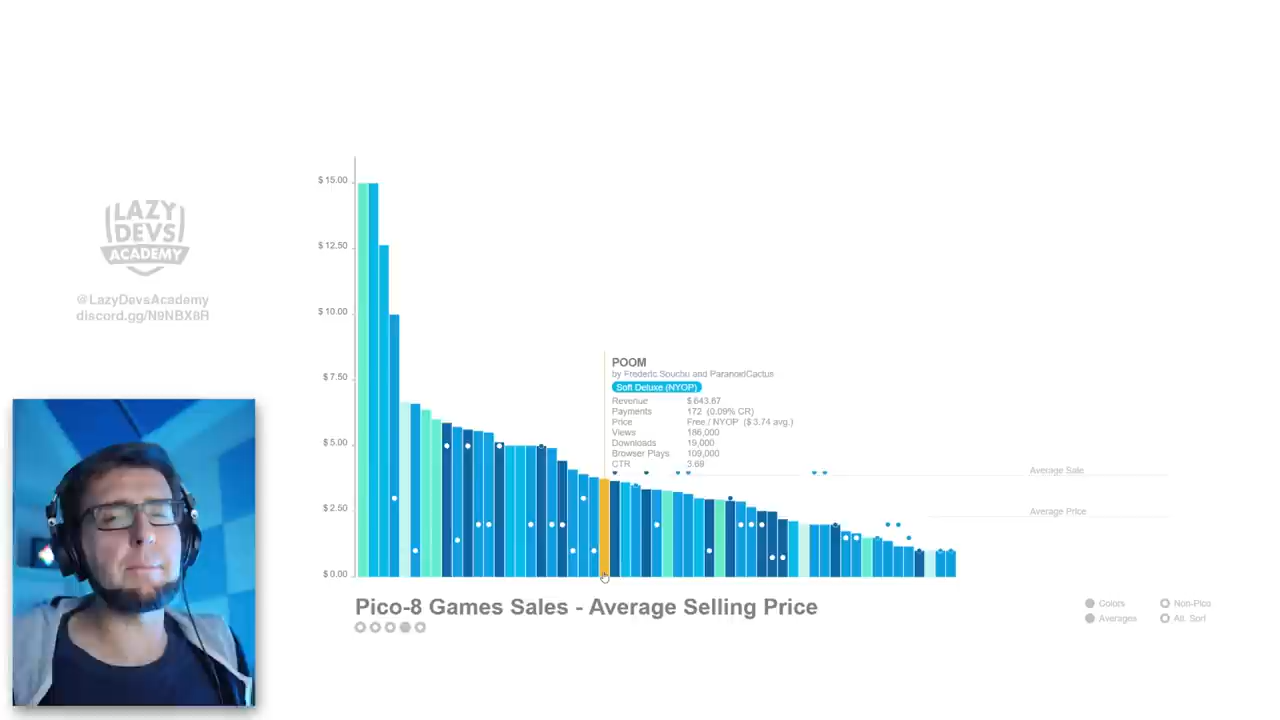 LAZY
DEVS
ACADEMY
@LazyDevsAcademy
discord.gg/N9NBX8R
$ 15.00
$ 12.50
$ 10.00
$ 7.50
$ 5.00
$ 2.50
$ 0.00
POOM
by Frederic Souchu and ParanoidCactus
Soft Deluxe (NYOP)
Revenue $ 643.67
Payments 172 (0.09% CR)
Price Free / NYOP ($ 3.74 avg.)
Views 186,000
Downloads 19,000
Browser Plays 109,000
CTR 3.69
Average Sale
Average Price
Pico-8 Games Sales - Average Selling Price
Colors Non-Pico
Averages Alt. Sort